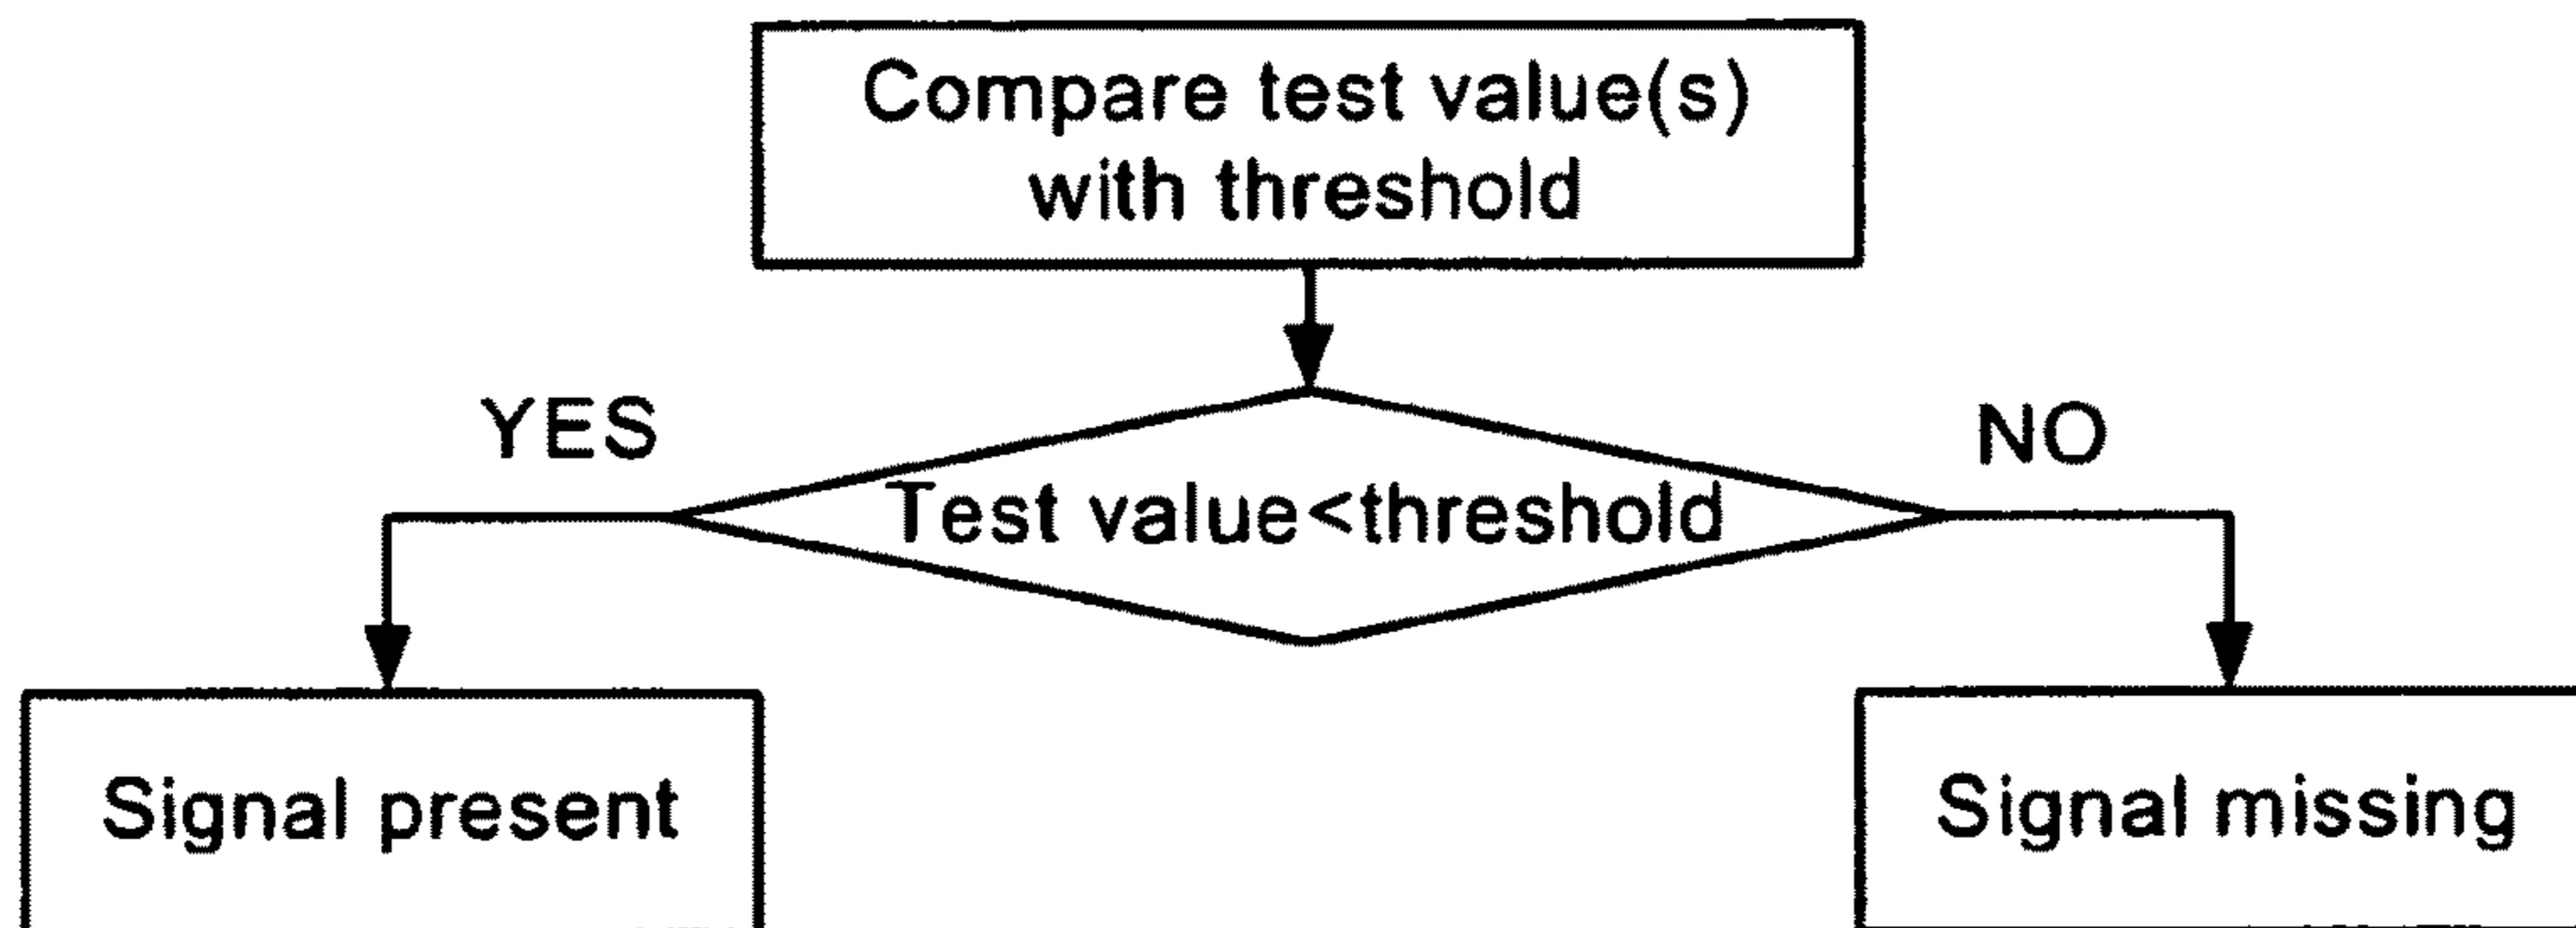 Compare test value(s)
with threshold
YES
NO
Test value<threshold
Signal present
Signal missing